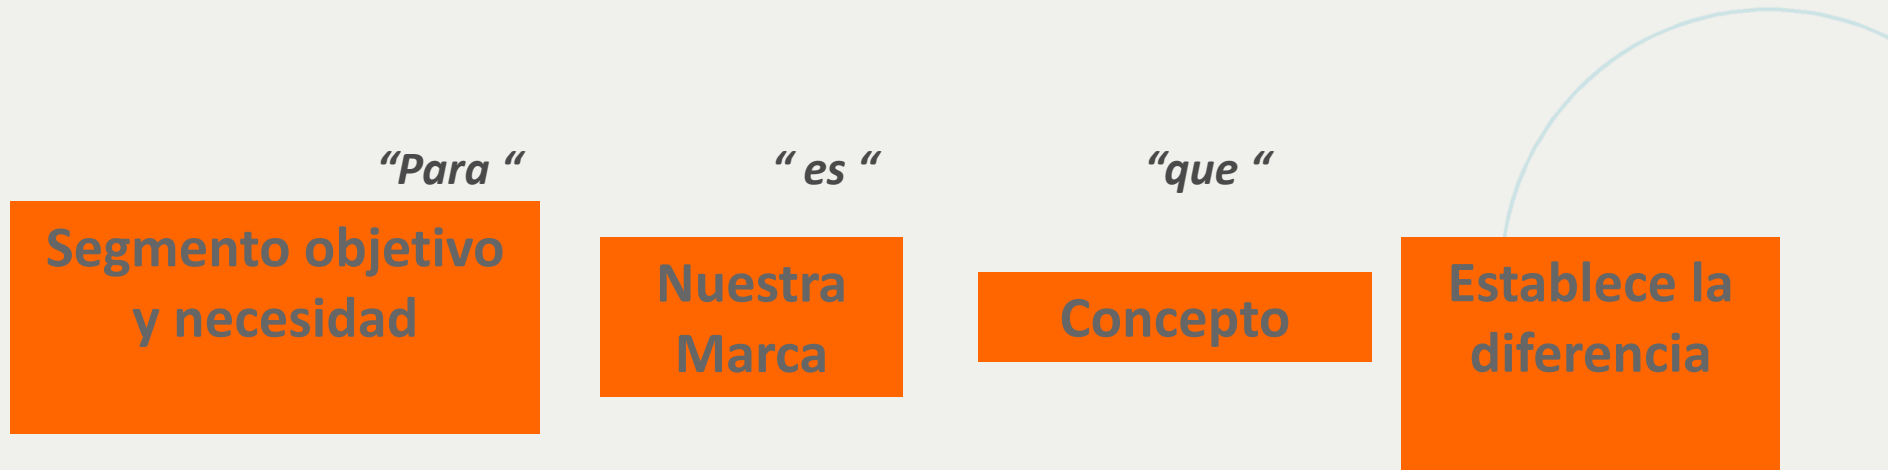 “Para “
“ es “
“que “
Segmento objetivo
y necesidad
Nuestra
Marca
Concepto
Establece la
diferencia